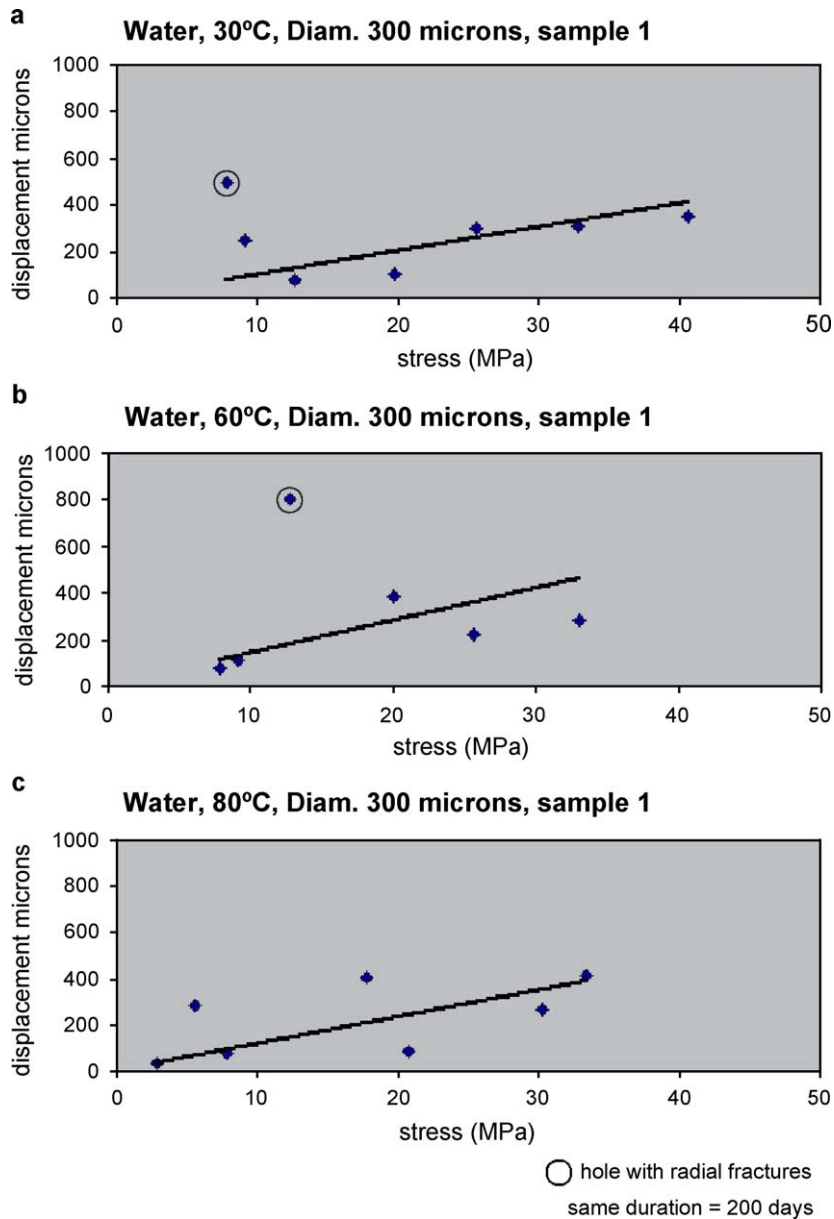 a
Water, 30ºC, Diam. 300 microns, sample 1
displacement microns
1000
800
600
400
200
0
0 10 20 30 40 50
stress (MPa)
b
Water, 60ºC, Diam. 300 microns, sample 1
displacement microns
1000
800
600
400
200
0
0 10 20 30 40 50
stress (MPa)
c
Water, 80ºC, Diam. 300 microns, sample 1
displacement microns
1000
800
600
400
200
0
0 10 20 30 40 50
stress (MPa)
hole with radial fractures
same duration = 200 days